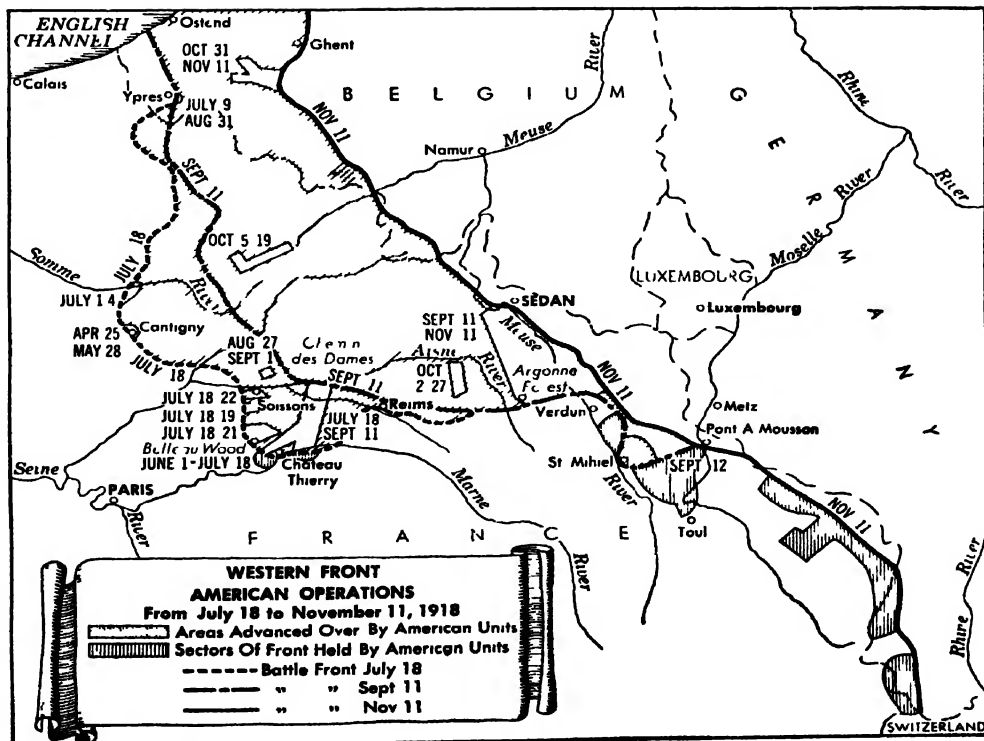 ENGLISH
CHANNEL
Ostend
Ghent
Calais
OCT 31
NOV 11
Ypres
JULY 9
AUG 31
NOV 11
BELGIUM
GERMANY
River
Rhine
River
Meuse
Namur
SEPT 11
River
Moselle
JULY 18
OCT 5 19
Somme
River
LUXEMBOURG
Luxembourg
JULY 1 4
SEDAN
Cantigny
APR 25
MAY 28
SEPT 11
NOV 11
Meuse
AUG 27
SEPT 1
des Dames
JULY 18
SEPT 11
Aisne
OCT
2 27
River
Argonne
NOV 11
JULY 18 22
Soissons
Reims
Verdun
Metz
JULY 18 19
JULY 18
SEPT 11
JULY 18 21
Pont A Mousson
Belleau Wood
JUNE 1-JULY 18
Château
Thierry
St Mihiel
SEPT 12
Seine
PARIS
Marne
River
Toul
NOV 11
River
FRANCE
River
River
Rhine
SWITZERLAND
WESTERN FRONT
AMERICAN OPERATIONS
From July 18 to November 11, 1918
Areas Advanced Over By American Units
Sectors Of Front Held By American Units
Battle Front July 18
" " Sept 11
" " Nov 11